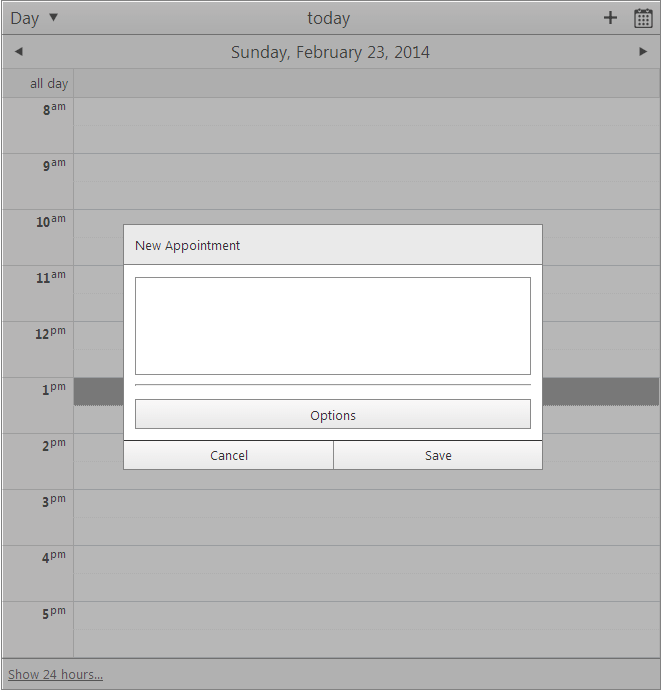 Day today
Sunday, February 23, 2014
all day
8am
9am
10am
New Appointment
11am
12pm
1pm
Options
2pm
Cancel Save
3pm
4pm
5pm
Show 24 hours...